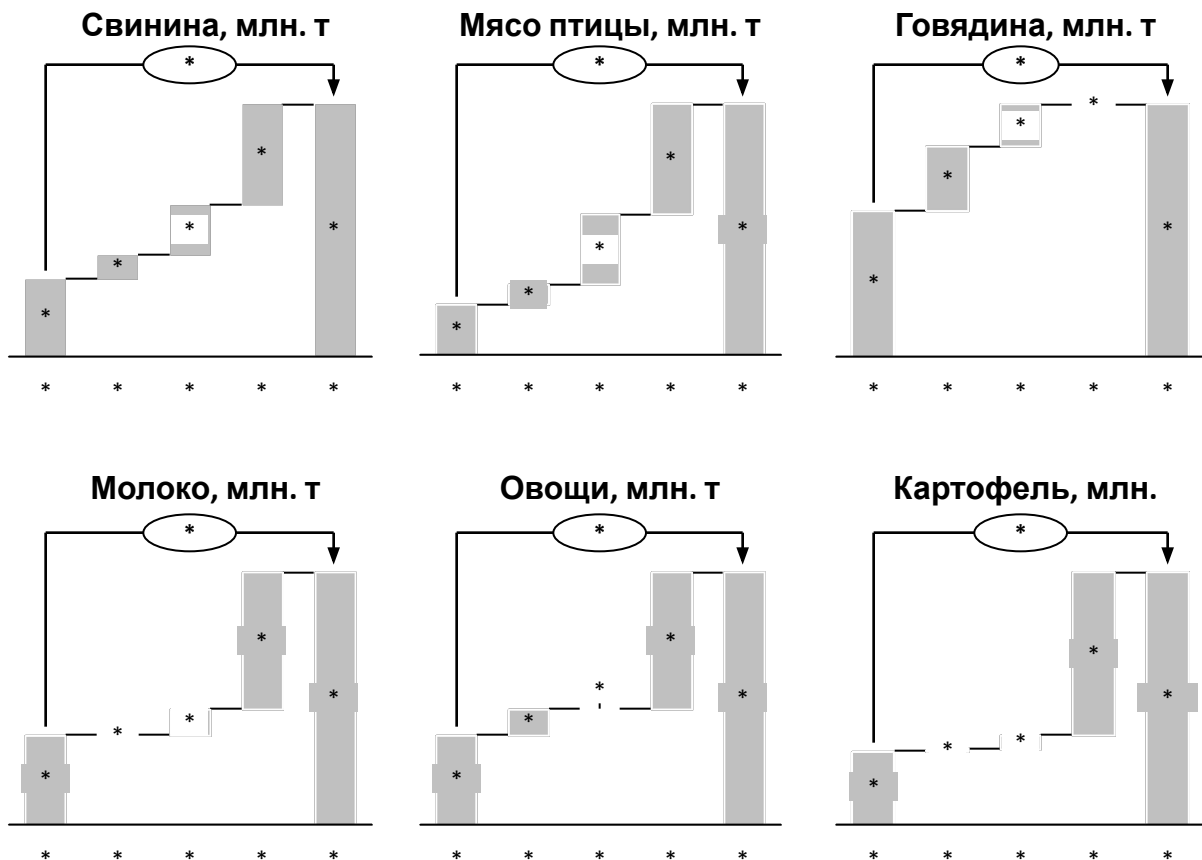 Свинина, млн. т
Мясо птицы, млн. т
Говядина, млн. т
* * *
* * * *
* * *
* * *
* * *
* * *
* * * * *
* * * * *
* * * * *
Молоко, млн. т
Овощи, млн. т
Картофель, млн.
* * *
* * *
* * *
* * *
* * *
* * *
* * * * *
* * * * *
* * * * *